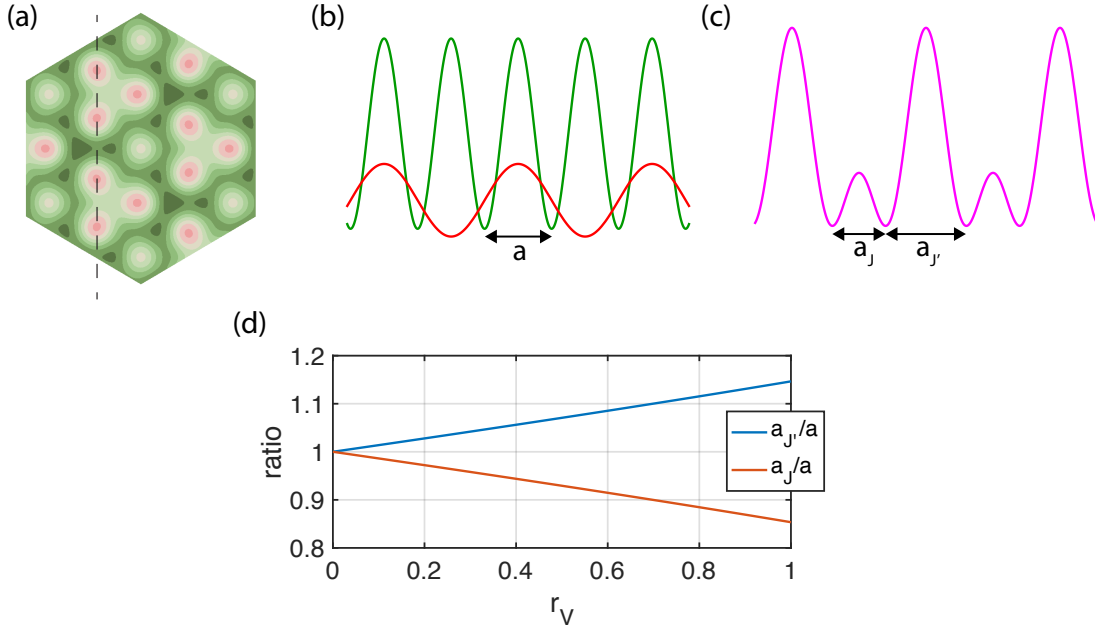 (a)
(b)
(c)
a
a_J
a_J'
(d)
ratio
1.2
1.1
1
0.9
0.8
0
0.2
0.4
0.6
0.8
1
r_V
a_J'/a
a_J/a